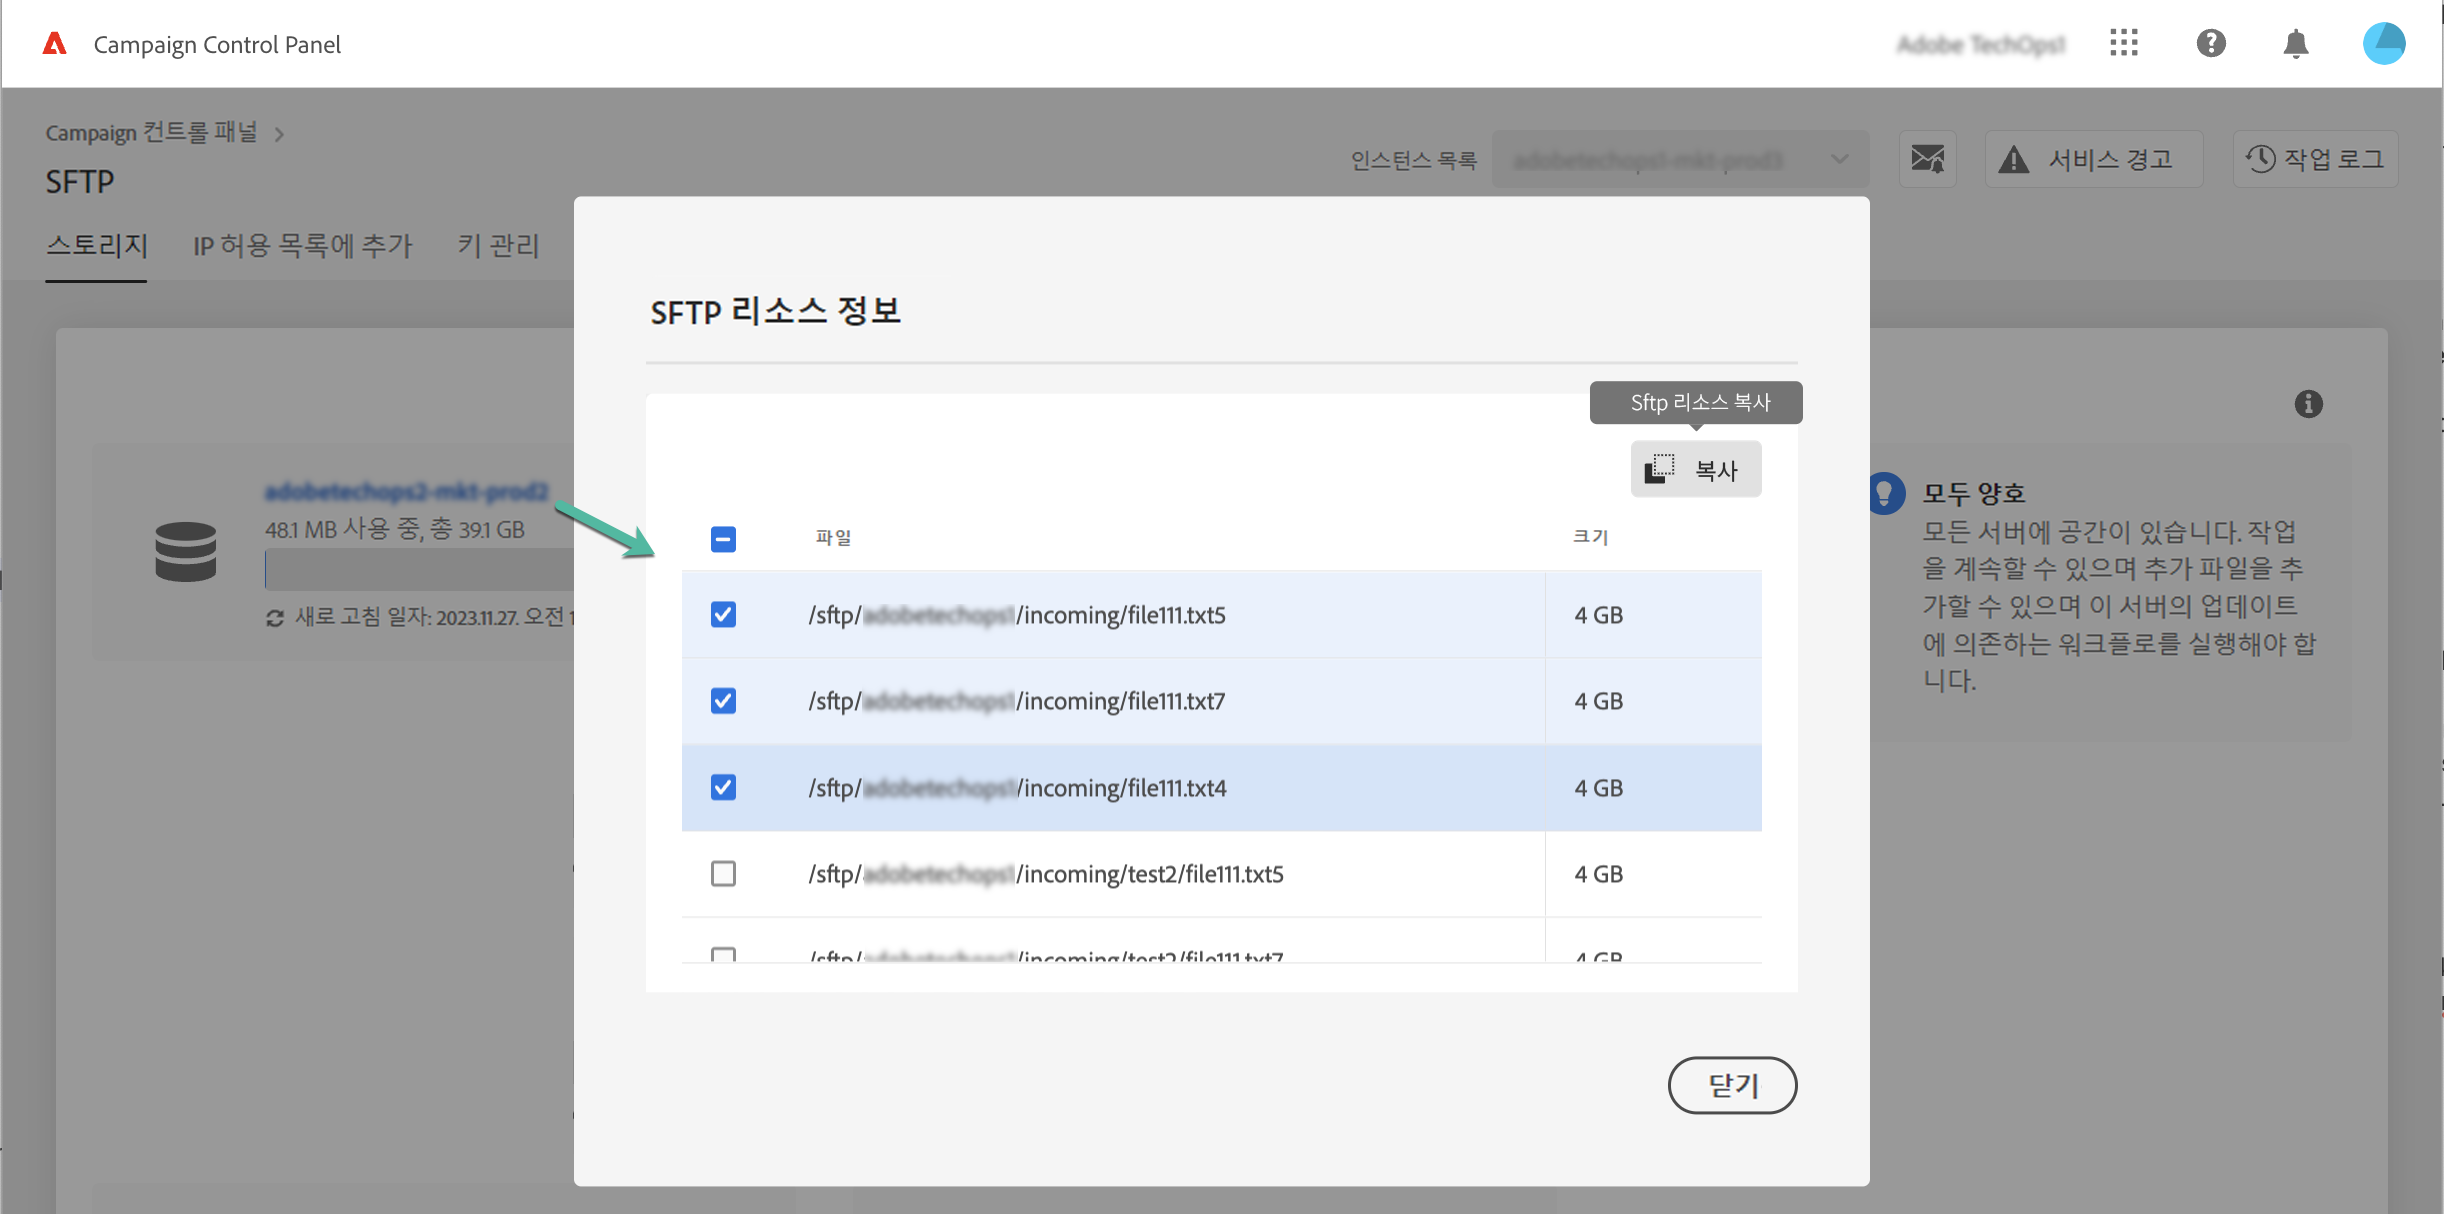 Campaign Control Panel
Campaign 컨트롤 패널
SFTP
인스턴스 목록
서비스 경고
작업 로그
스토리지
IP 허용 목록에 추가
키 관리
48.1 MB 사용 중, 총 39.1 GB
새로 고침 일자: 2023.11.27. 오전 1
SFTP 리소스 정보
Sftp 리소스 복사
복사
파일
크기
/sftp/ /incoming/file111.txt5
4 GB
/sftp/ /incoming/file111.txt7
4 GB
/sftp/ /incoming/file111.txt4
4 GB
/sftp/ /incoming/test2/file111.txt5
4 GB
/sftp/ /incoming/test2/file111.txt7
4 GB
닫기
모두 양호
모든 서버에 공간이 있습니다. 작업
을 계속할 수 있으며 추가 파일을 추
가할 수 있으며 이 서버의 업데이트
에 의존하는 워크플로를 실행해야 합
니다.